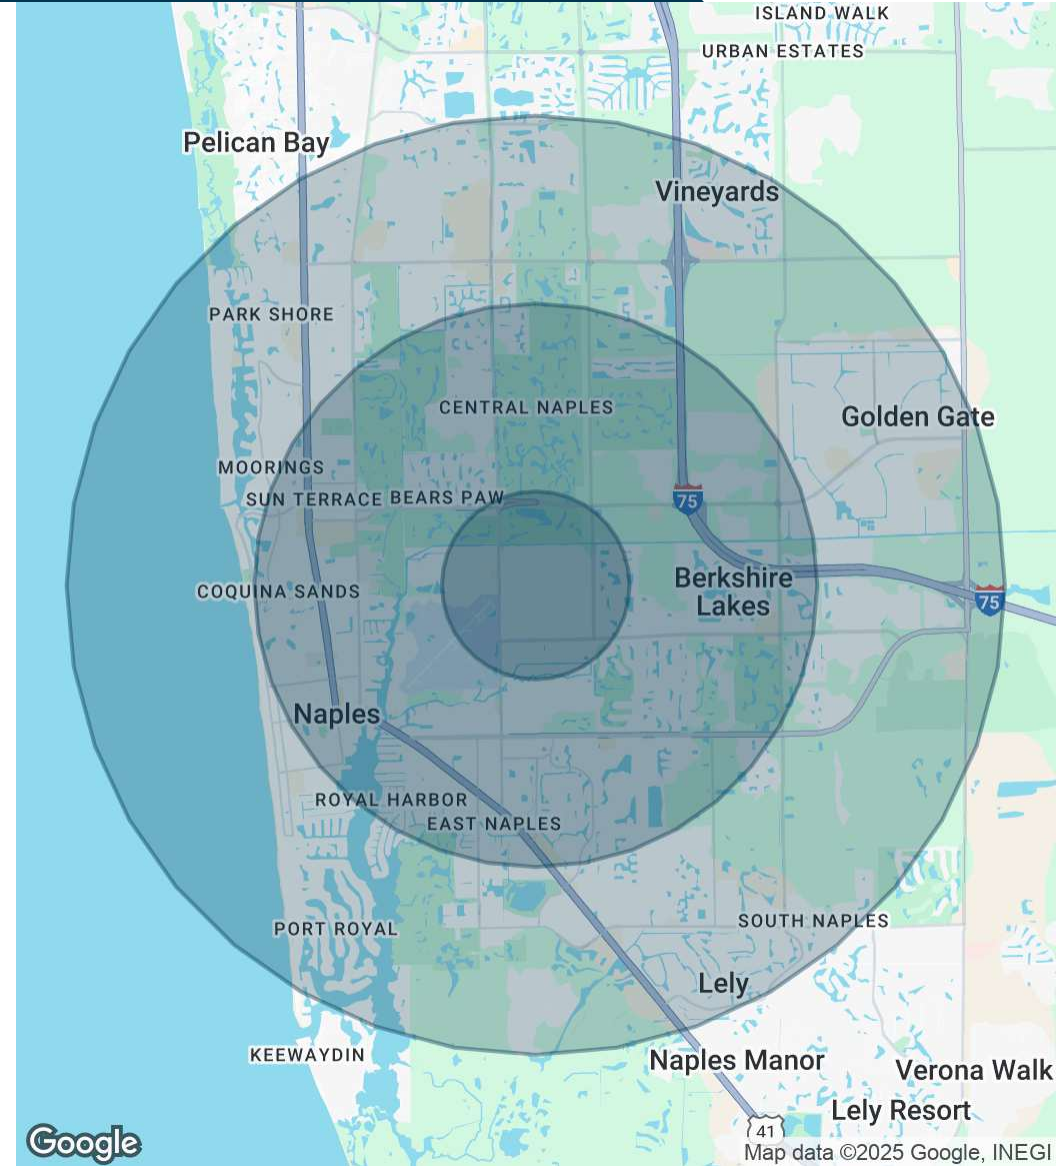 ISLAND WALK
URBAN ESTATES
Pelican Bay
Vineyards
PARK SHORE
CENTRAL NAPLES
Golden Gate
MOORINGS
SUN TERRACE
BEARS PAW
75
Berkshire
Lakes
COQUINA SANDS
75
Naples
ROYAL HARBOR
EAST NAPLES
SOUTH NAPLES
PORT ROYAL
Lely
KEEWAYDIN
Naples Manor
Verona Walk
Lely Resort
41
Google
Map data ©2025 Google, INEGI